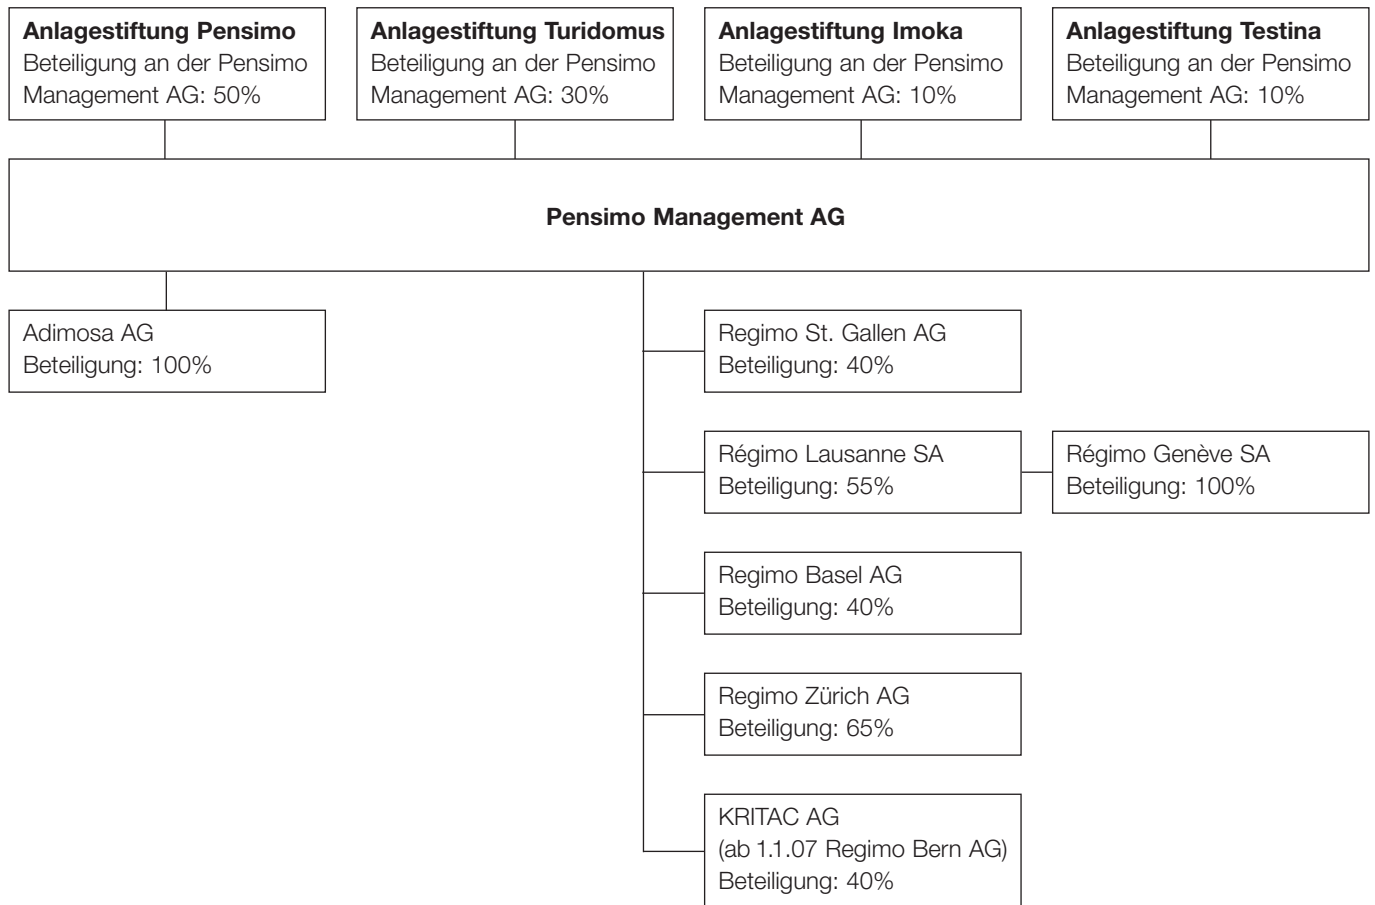 Anlagestiftung Pensimo
Beteiligung an der Pensimo
Management AG: 50%
Anlagestiftung Turidomus
Beteiligung an der Pensimo
Management AG: 30%
Anlagestiftung Imoka
Beteiligung an der Pensimo
Management AG: 10%
Anlagestiftung Testina
Beteiligung an der Pensimo
Management AG: 10%
Pensimo Management AG
Adimosa AG
Beteiligung: 100%
Regimo St. Gallen AG
Beteiligung: 40%
Régimo Lausanne SA
Beteiligung: 55%
Régimo Genève SA
Beteiligung: 100%
Regimo Basel AG
Beteiligung: 40%
Regimo Zürich AG
Beteiligung: 65%
KRITAC AG
(ab 1.1.07 Regimo Bern AG)
Beteiligung: 40%